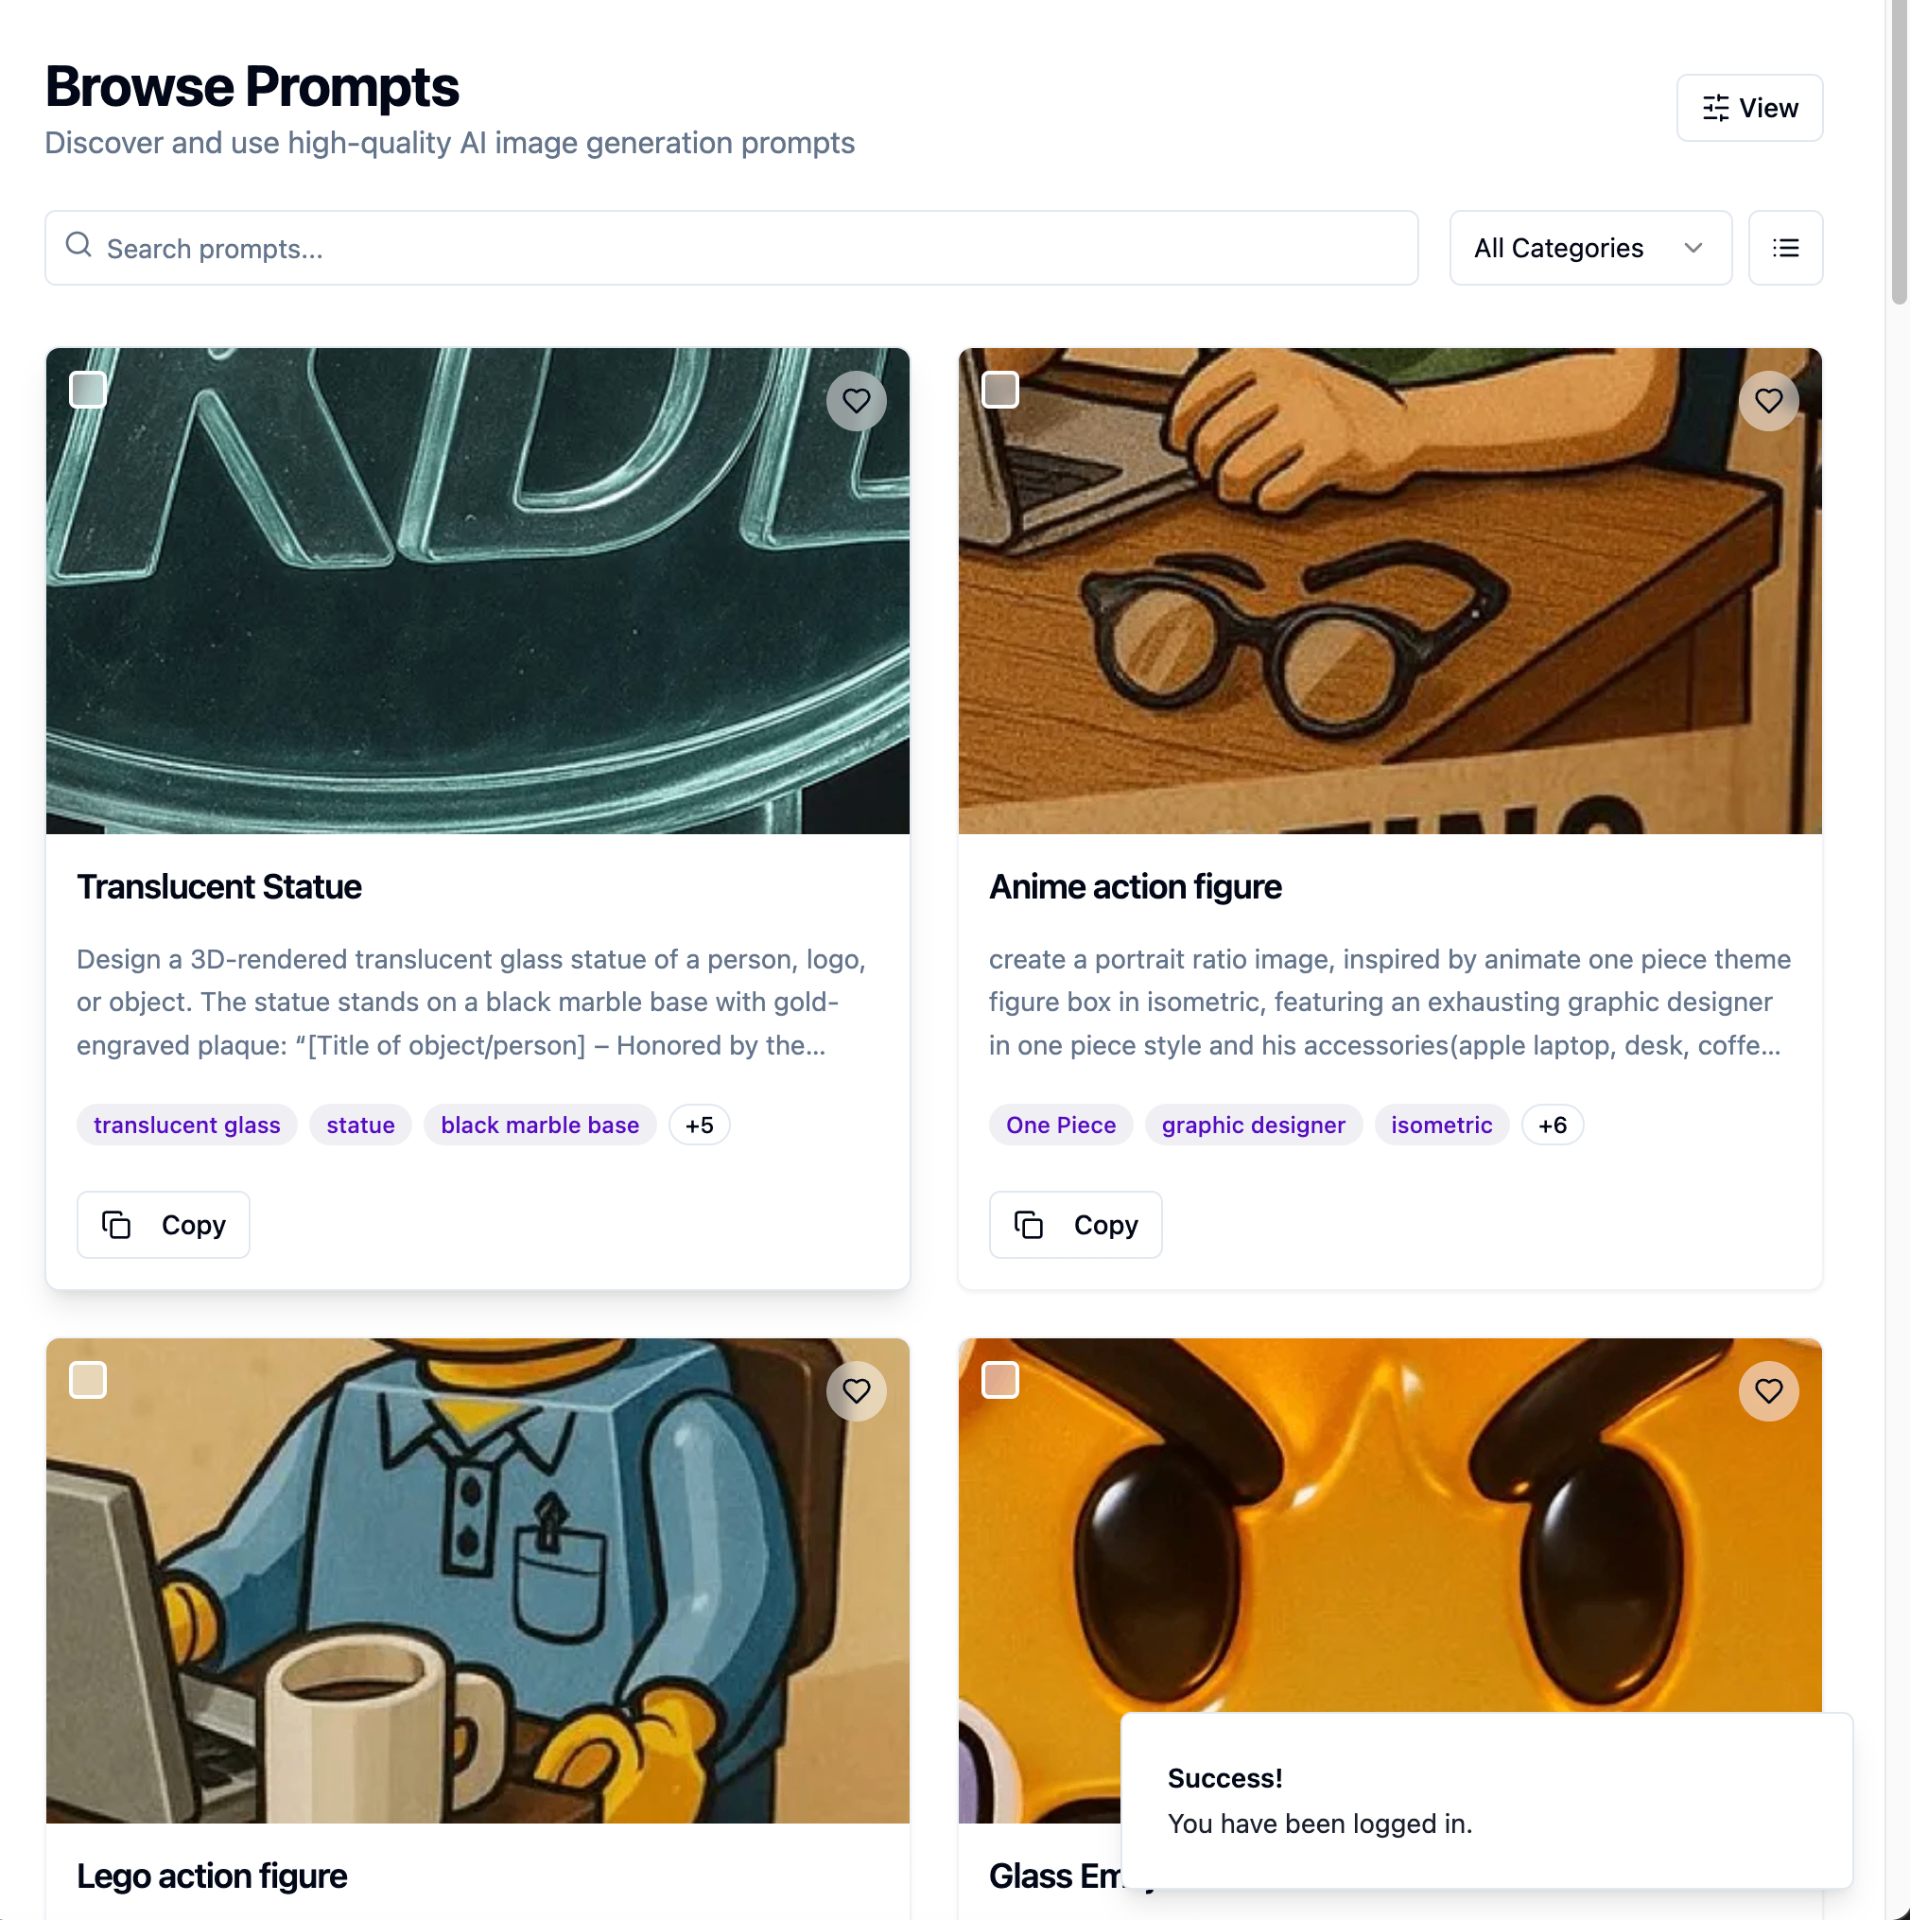 Browse Prompts
Discover and use high-quality AI image generation prompts
View
Search prompts...
All Categories
Translucent Statue
Design a 3D-rendered translucent glass statue of a person, logo,
or object. The statue stands on a black marble base with gold-
engraved plaque: “[Title of object/person] – Honored by the...
translucent glass
statue
black marble base
+5
Copy
Anime action figure
create a portrait ratio image, inspired by animate one piece theme
figure box in isometric, featuring an exhausting graphic designer
in one piece style and his accessories(apple laptop, desk, coffe...
One Piece
graphic designer
isometric
+6
Copy
Lego action figure
Glass
Success!
You have been logged in.